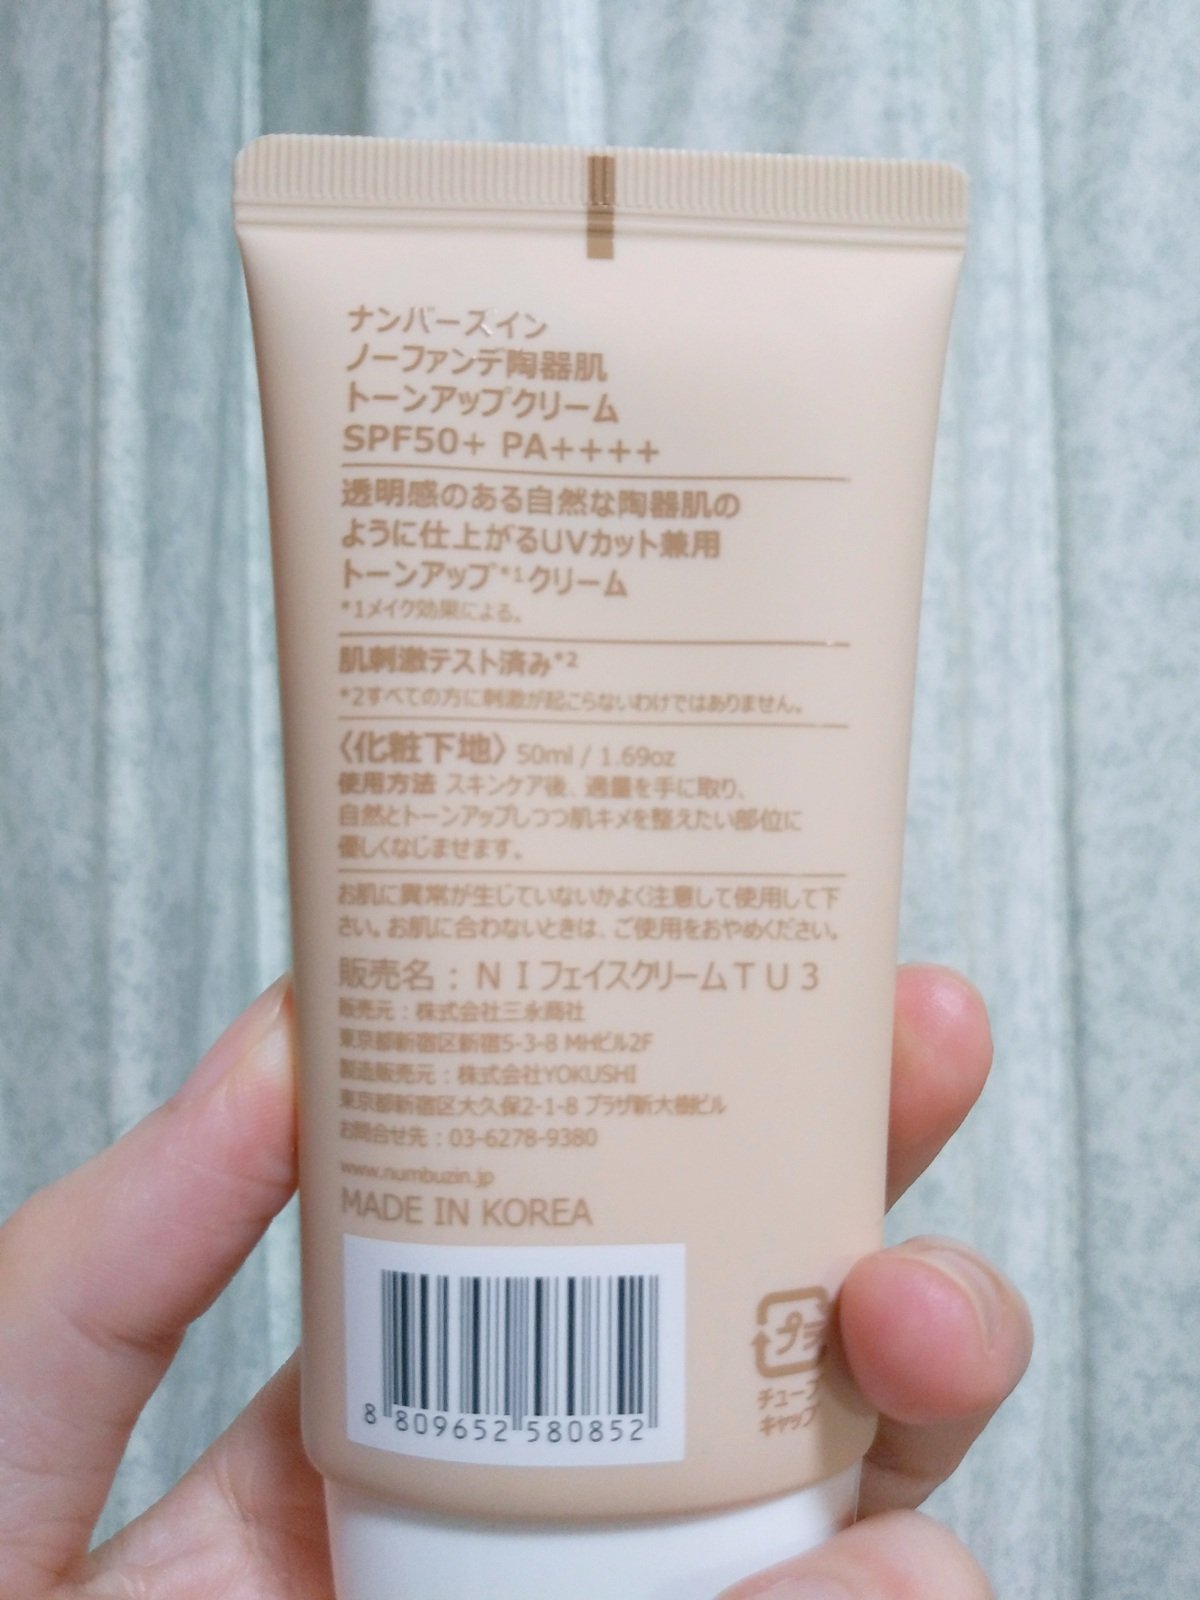 ナンバーズイン
ノーファンデ陶器肌
トーンアップクリーム
SPF50+ PA++++
透明感のある自然な陶器肌の
ように仕上がるUVカット兼用
トーンアップ*1クリーム
*1メイク効果による。
肌刺激テスト済み*2
*2すべての方に刺激が起こらないわけではありません。
〈化粧下地〉50ml / 1.69oz
使用方法 スキンケア後、適量を手に取り、
自然とトーンアップしつつ肌キメを整えたい部位に
優しくなじませます。
お肌に異常が生じていないかよく注意して使用して下
さい。お肌に合わないときは、ご使用をおやめください。
販売名：ＮＩフェイスクリームＴＵ３
販売元：株式会社三永商社
東京都新宿区新宿5-3-8 MHビル2F
製造販売元：株式会社YOKUSHI
東京都新宿区大久保2-1-8 プラザ新大樹ビル
お問合せ先：03-6278-9380
www.numbuzin.jp
MADE IN KOREA
8 809652 580852
プラ
チューブ
キャップ